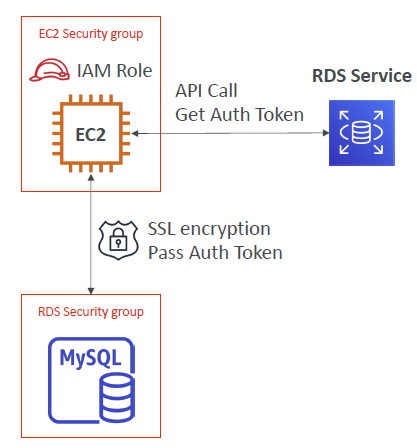 EC2 Security group
IAM Role
EC2
API Call
Get Auth Token
RDS Service
SSL encryption
Pass Auth Token
RDS Security group
MySQL